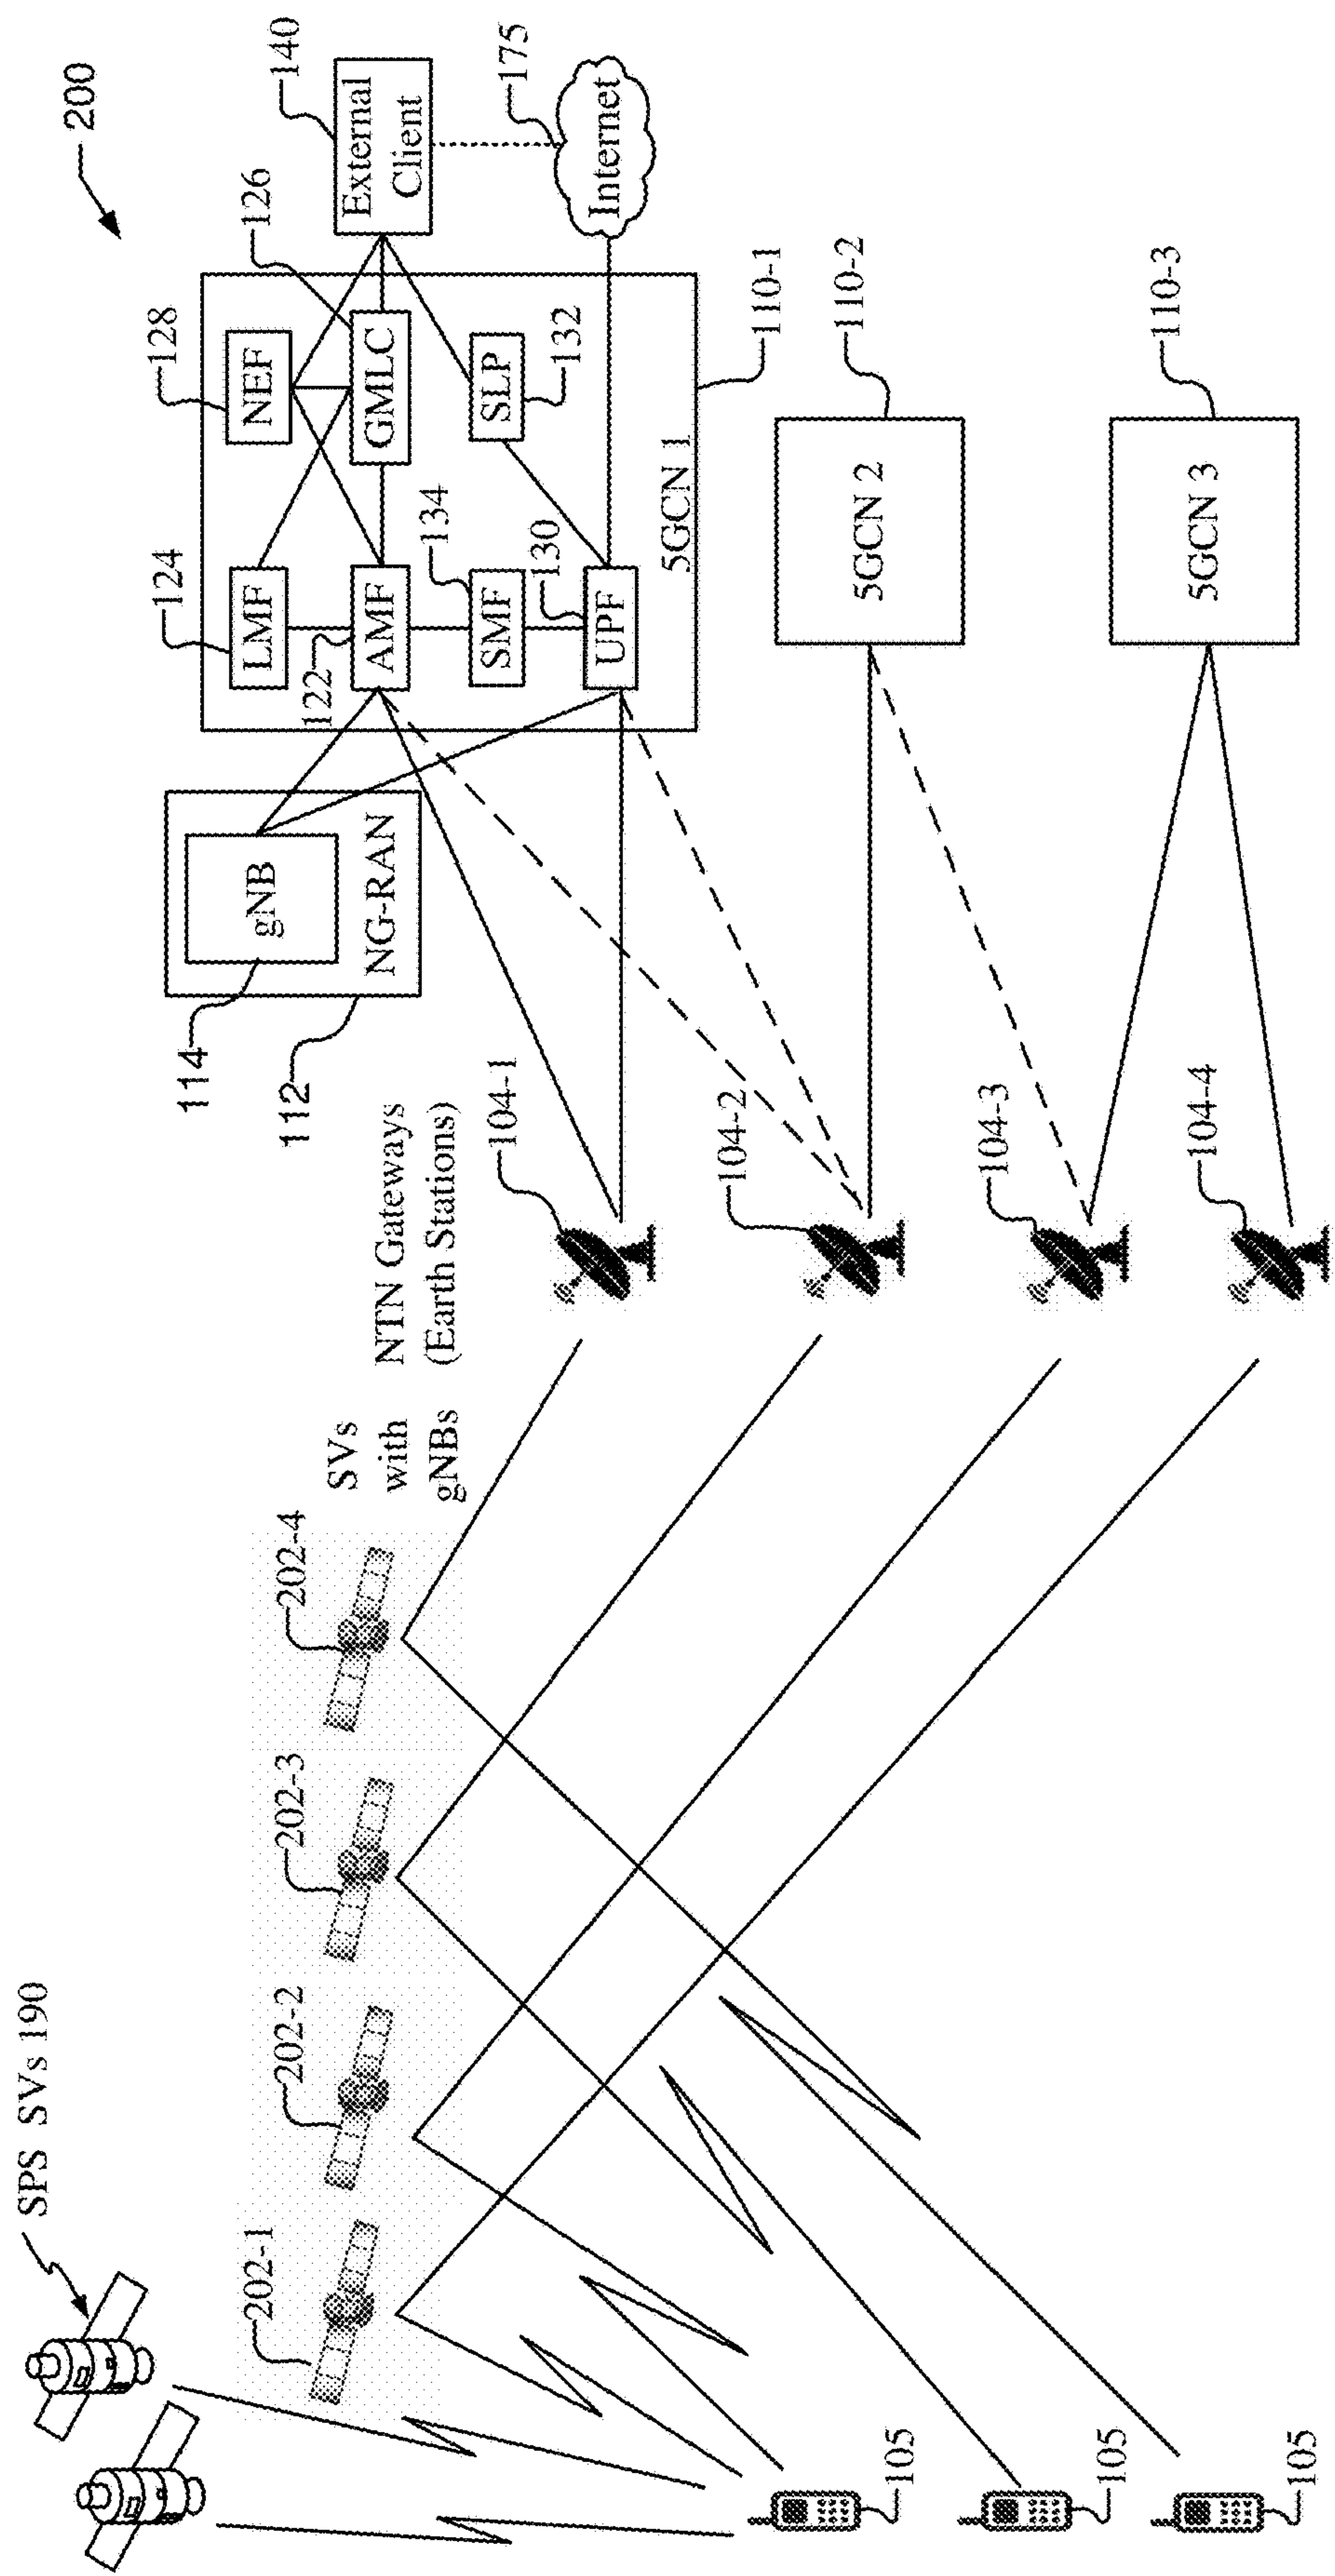 200
SPS SVs 190
202-1
202-2
202-3
202-4
SVs
with
gNBs
NTN Gateways
(Earth Stations)
114
112
gNB
NG-RAN
124
128
126
140
LMF
NEF
External
Client
122
AMF
GMLC
134
SMF
SLP
132
175
Internet
130
UPF
5GCN 1
110-1
104-1
104-2
104-3
104-4
5GCN 2
110-2
5GCN 3
110-3
105
105
105